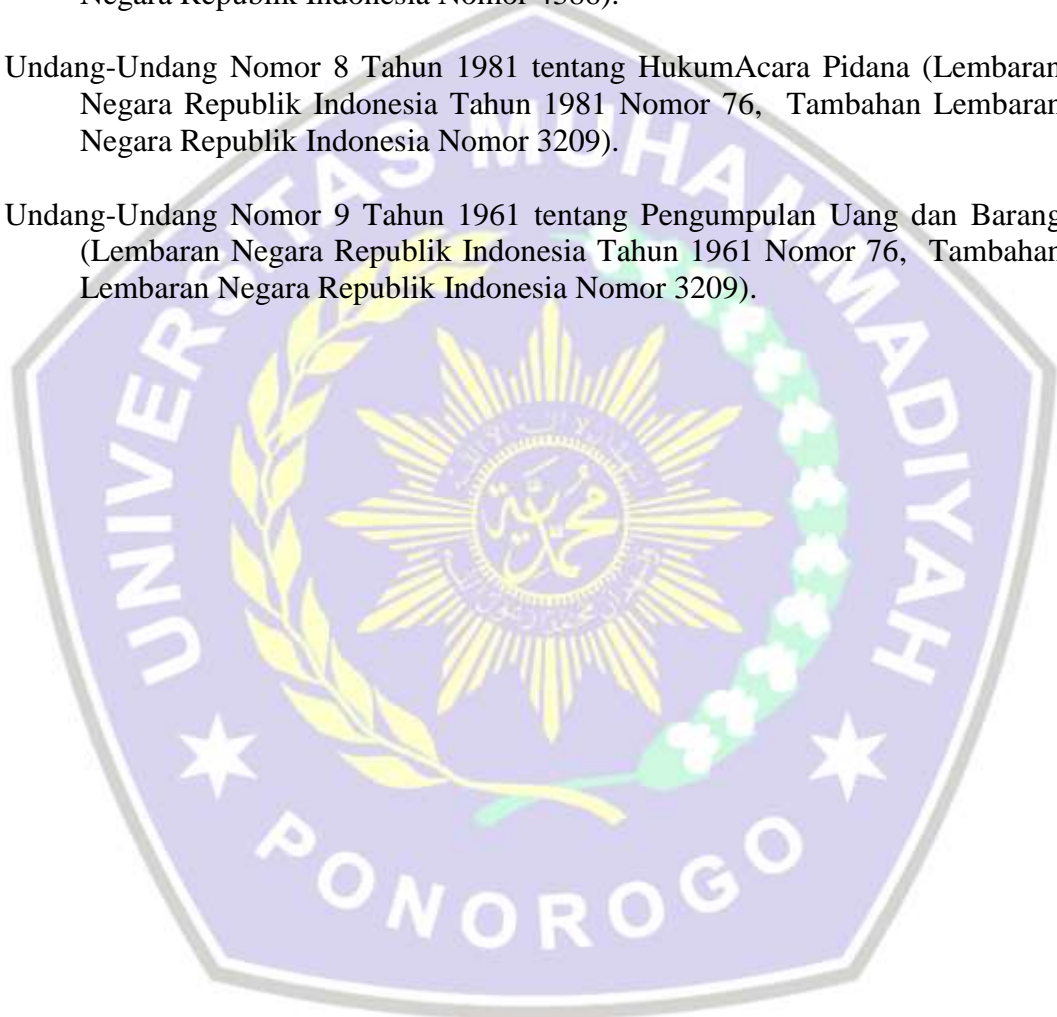 Negara Republik Indonesia Nomor
Undang-Undang Nomor 8 Tahun 1981 tentang HukumAcara Pidana (Lembaran
Negara Republik Indonesia Tahun 1981 Nomor 76, Tambahan Lembaran
Negara Republik Indonesia Nomor 3209).
Undang-Undang Nomor 9 Tahun 1961 tentang Pengumpulan Uang dan Barang
(Lembaran Negara Republik Indonesia Tahun 1961 Nomor 76, Tambahan
Lembaran Negara Republik Indonesia Nomor 3209).
UNIVERSITAS MUHAMMADIYAH
PONOROGO